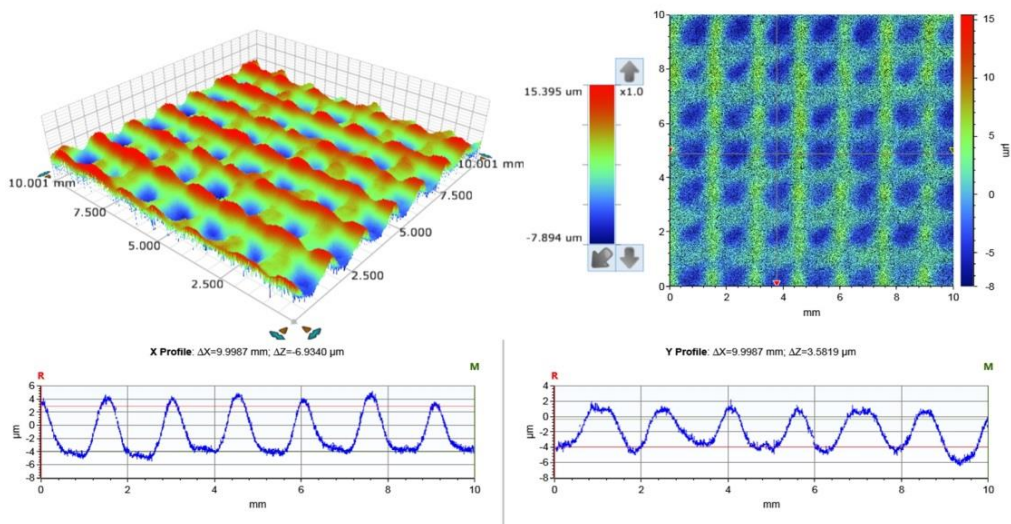 10.001 mm
7.500
5.000
2.500
2.500
5.000
7.500
10.001 mm
15.395 um
x1.0
-7.894 um
10
8
6
4
2
0
0 2 4 6 8 10
mm
15
10
5
0
-5
-8
µm
X Profile: ΔX=9.9987 mm; ΔZ=-6.9340 µm
R
M
6
4
2
0
-2
-4
-6
-8
µm
0 2 4 6 8 10
mm
Y Profile: ΔX=9.9987 mm; ΔZ=3.5819 µm
R
M
4
2
0
-2
-4
-6
-8
µm
0 2 4 6 8 10
mm